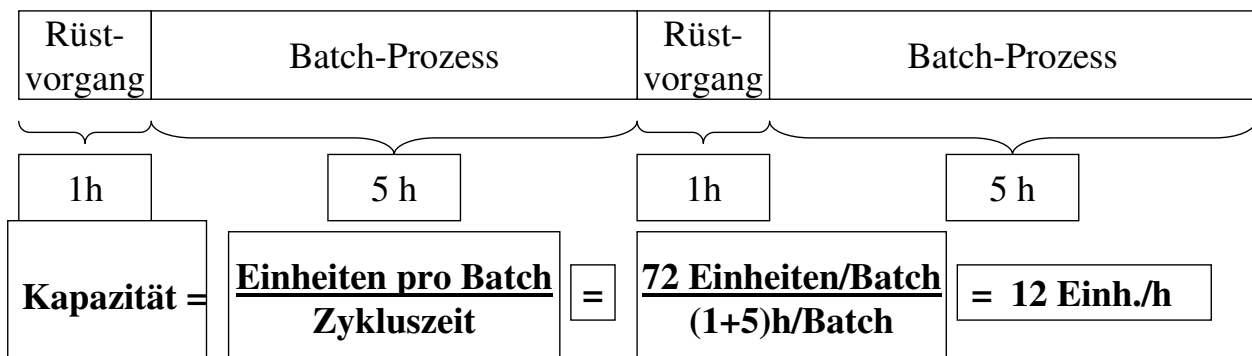 Rüst-
vorgang
Batch-Prozess
Rüst-
vorgang
Batch-Prozess
1h
5 h
1h
5 h
Kapazität =
Einheiten pro Batch
Zykluszeit
=
72 Einheiten/Batch
(1+5)h/Batch
= 12 Einh./h